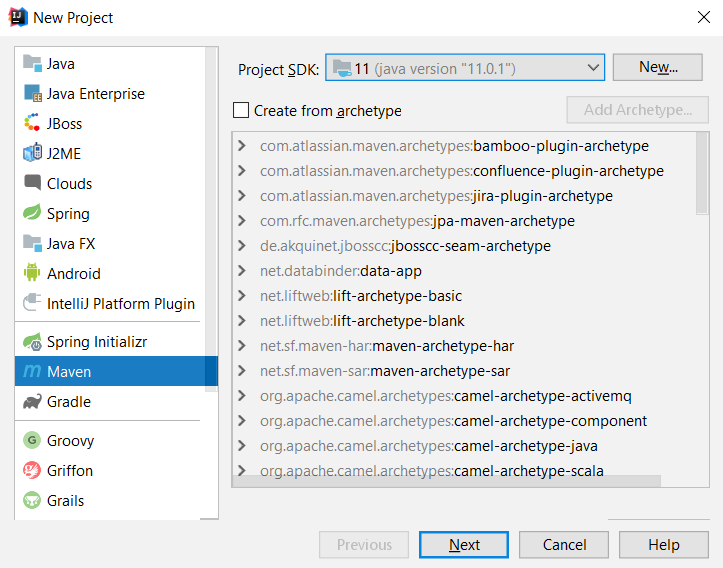 New Project
Java
Java Enterprise
JBoss
J2ME
Clouds
Spring
Java FX
Android
IntelliJ Platform Plugin
Spring Initializr
Maven
Gradle
Groovy
Griffon
Grails
Project SDK: 11 (java version "11.0.1") New...
Create from archetype Add Archetype...
com.atlassian.maven.archetypes:bamboo-plugin-archetype
com.atlassian.maven.archetypes:confluence-plugin-archetype
com.atlassian.maven.archetypes:jira-plugin-archetype
com.rfc.maven.archetypes:jpa-maven-archetype
de.akquinet.jbosscc:jbosscc-seam-archetype
net.databinder:data-app
net.liftweb:lift-archetype-basic
net.liftweb:lift-archetype-blank
net.sf.maven-har:maven-archetype-har
net.sf.maven-sar:maven-archetype-sar
org.apache.camel.archetypes:camel-archetype-activemq
org.apache.camel.archetypes:camel-archetype-component
org.apache.camel.archetypes:camel-archetype-java
org.apache.camel.archetypes:camel-archetype-scala
Previous Next Cancel Help